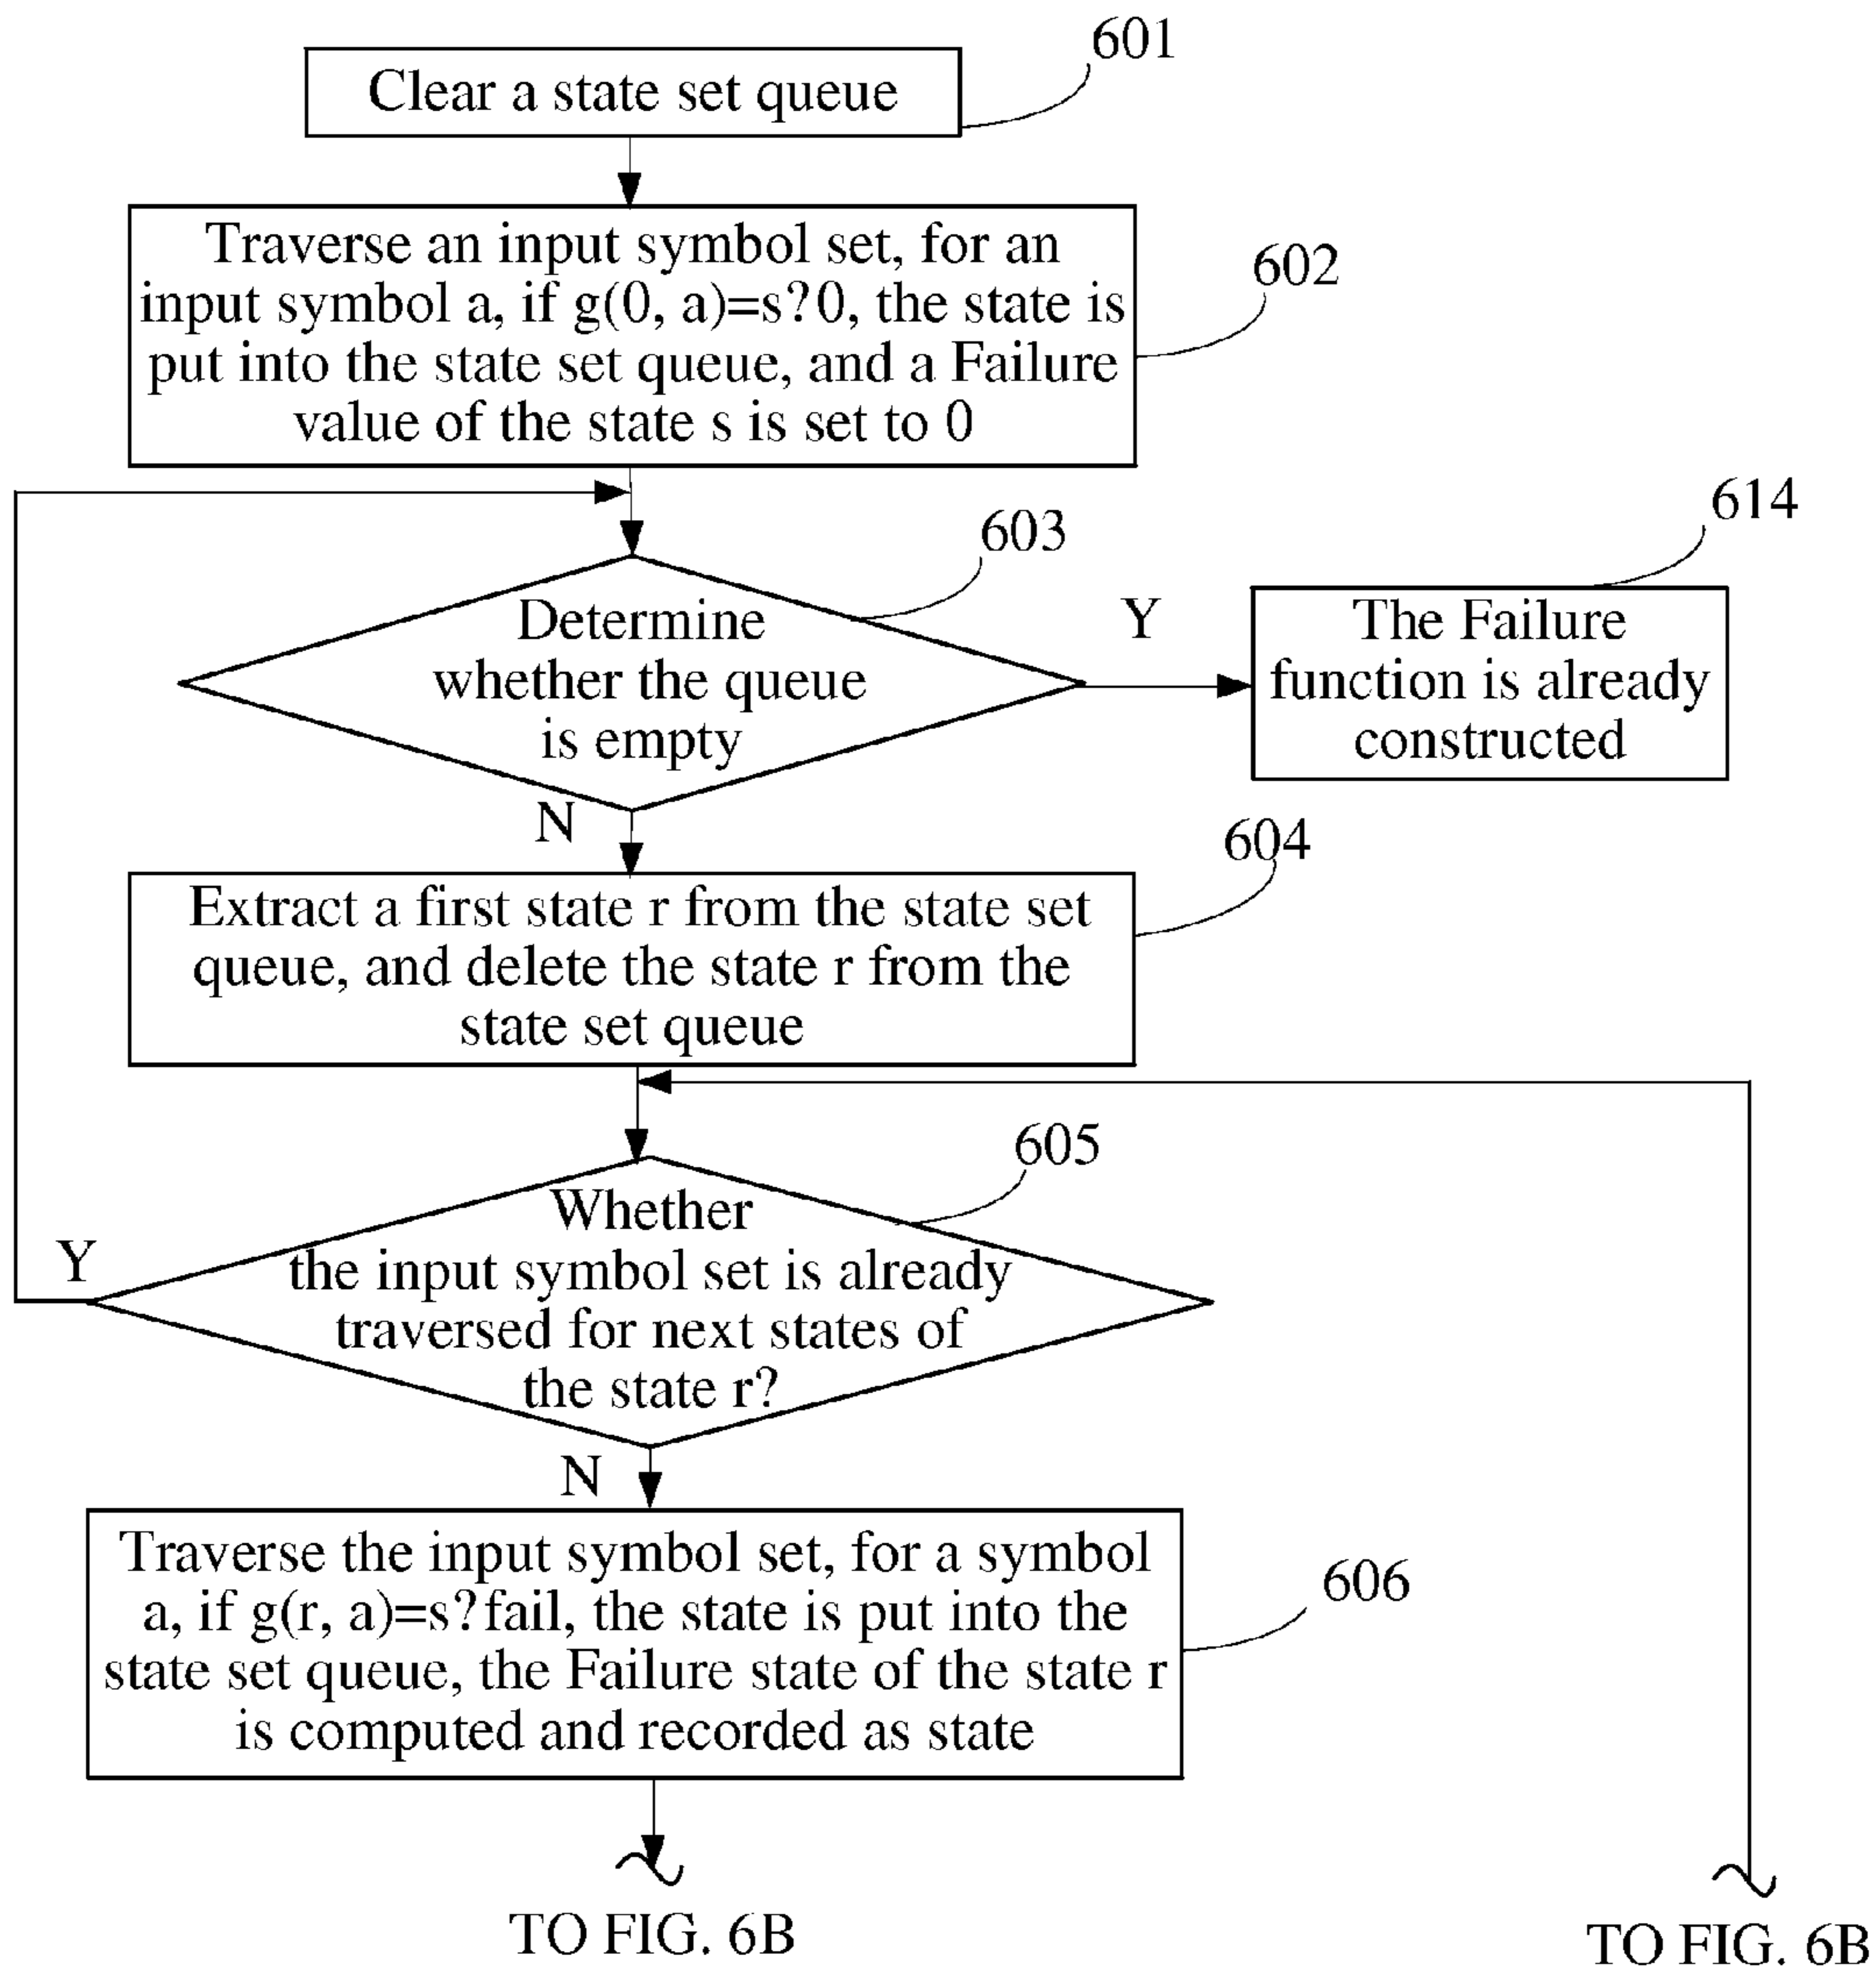 601
Clear a state set queue
Traverse an input symbol set, for an
input symbol a, if g(0, a)=s?0, the state is
put into the state set queue, and a Failure
value of the state s is set to 0
602
603
Determine
whether the queue
is empty
Y
614
The Failure
function is already
constructed
N
604
Extract a first state r from the state set
queue, and delete the state r from the
state set queue
605
Whether
the input symbol set is already
traversed for next states of
the state r?
Y
N
Traverse the input symbol set, for a symbol
a, if g(r, a)=s?fail, the state is put into the
state set queue, the Failure state of the state r
is computed and recorded as state
606
TO FIG. 6B
TO FIG. 6B